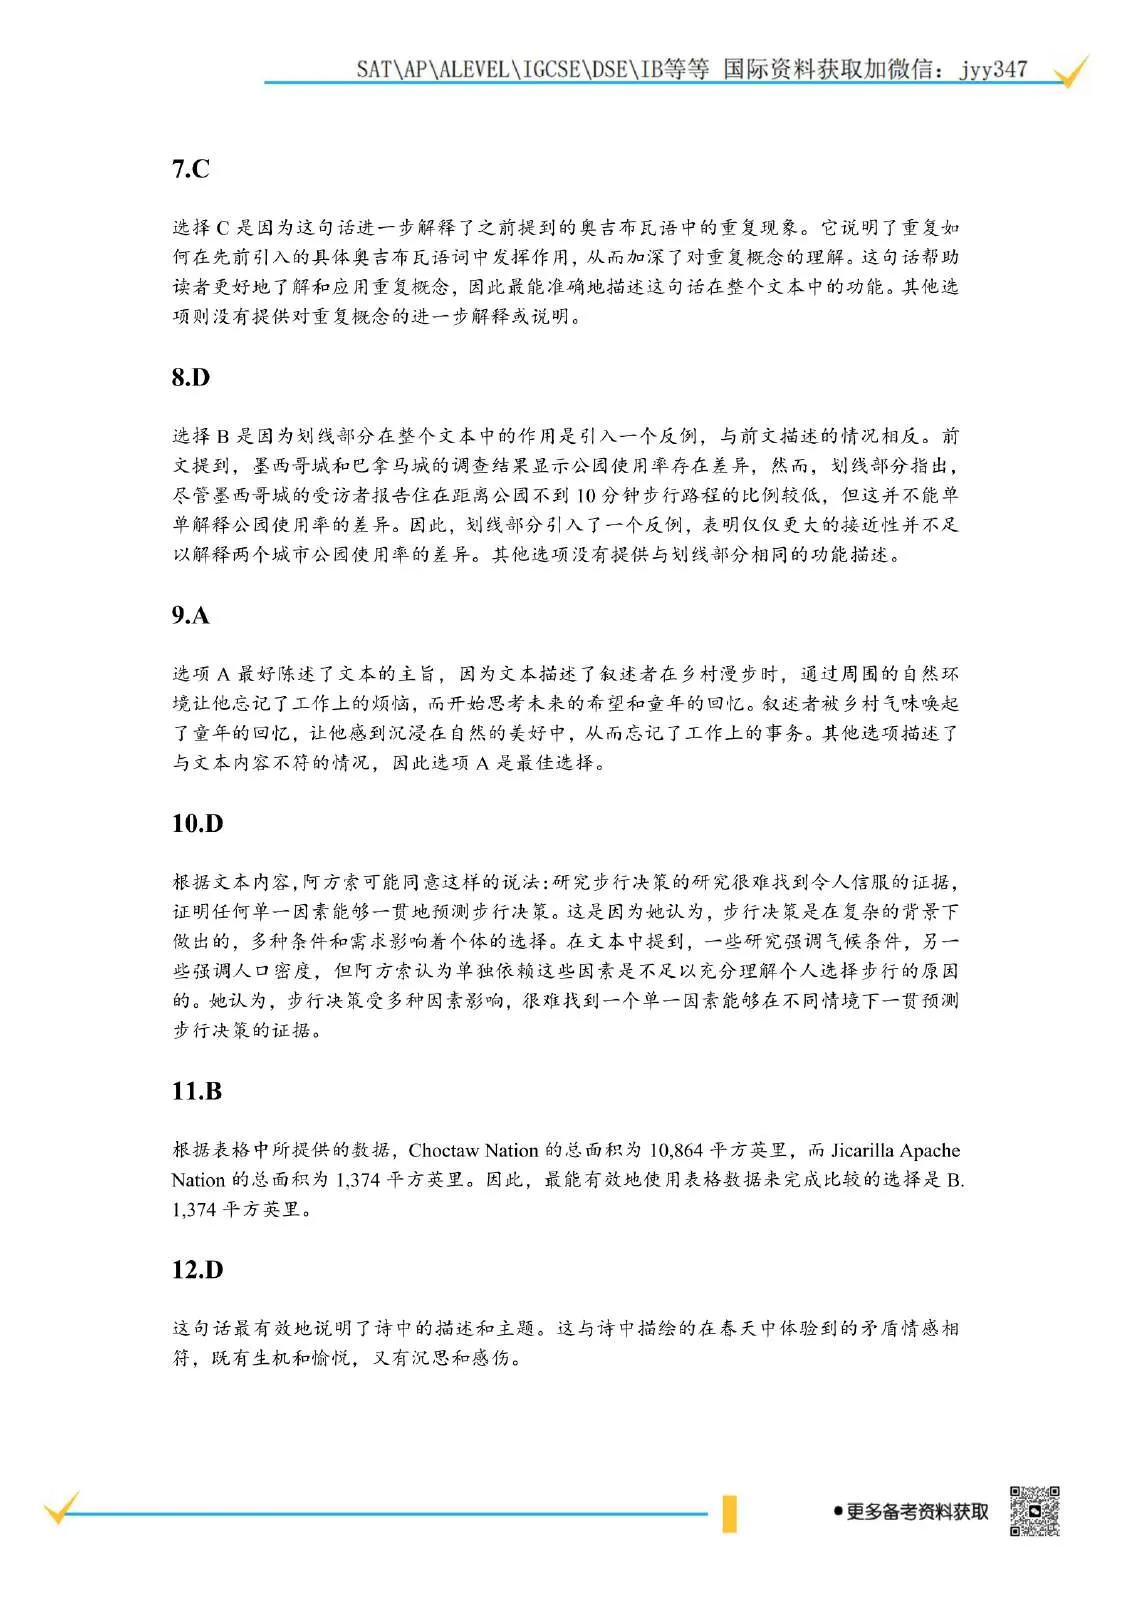 SAT\AP\ALEVEL\IGCSE\DSE\IB等等 国际资料获取加微信：jyy347
7.C
选择 C 是因为这句话进一步解释了之前提到的奥吉布瓦语中的重复现象。它说明了重复如
何在先前引入的具体奥吉布瓦语词中发挥作用，从而加深了对重复概念的理解。这句话帮助
读者更好地了解和应用重复概念，因此最能准确地描述这句话在整个文本中的功能。其他选
项则没有提供对重复概念的进一步解释或说明。
8.D
选择 B 是因为划线部分在整个文本中的作用是引入一个反例，与前文描述的情况相反。前
文提到，墨西哥城和巴拿马城的调查结果显示公园使用率存在差异，然而，划线部分指出，
尽管墨西哥城的受访者报告住在距离公园不到 10 分钟步行路程的比例较低，但这并不能单
单解释公园使用率的差异。因此，划线部分引入了一个反例，表明仅仅更大的接近性并不足
以解释两个城市公园使用率的差异。其他选项没有提供与划线部分相同的功能描述。
9.A
选项 A 最好陈述了文本的主旨，因为文本描述了叙述者在乡村漫步时，通过周围的自然环
境让他忘记了工作上的烦恼，而开始思考未来的希望和童年的回忆。叙述者被乡村气味唤起
了童年的回忆，让他感到沉浸在自然的美好中，从而忘记了工作上的事务。其他选项描述了
与文本内容不符的情况，因此选项 A 是最佳选择。
10.D
根据文本内容，阿方索可能同意这样的说法：研究步行决策的研究很难找到令人信服的证据，
证明任何单一因素能够一贯地预测步行决策。这是因为她认为，步行决策是在复杂的背景下
做出的，多种条件和需求影响着个体的选择。在文本中提到，一些研究强调气候条件，另一
些强调人口密度，但阿方索认为单独依赖这些因素是不足以充分理解个人选择步行的原因
的。她认为，步行决策受多种因素影响，很难找到一个单一因素能够在不同情境下一贯预测
步行决策的证据。
11.B
根据表格中所提供的数据，Choctaw Nation 的总面积为 10,864 平方英里，而 Jicarilla Apache
Nation 的总面积为 1,374 平方英里。因此，最能有效地使用表格数据来完成比较的选择是 B.
1,374 平方英里。
12.D
这句话最有效地说明了诗中的描述和主题。这与诗中描绘的在春天中体验到的矛盾情感相
符，既有生机和愉悦，又有沉思和感伤。
•更多备考资料获取